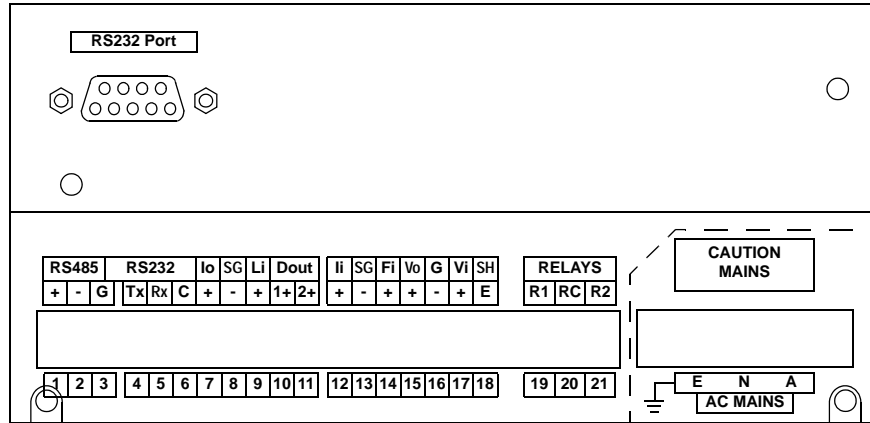 RS232 Port
CAUTION
MAINS
RS485 RS232 Io SG Li Dout Ii SG Fi Vo G Vi SH RELAYS
+ - G Tx Rx C + - + 1+ 2+ + - + + - + E R1 RC R2
1 2 3 4 5 6 7 8 9 10 11 12 13 14 15 16 17 18 19 20 21 E N A
AC MAINS